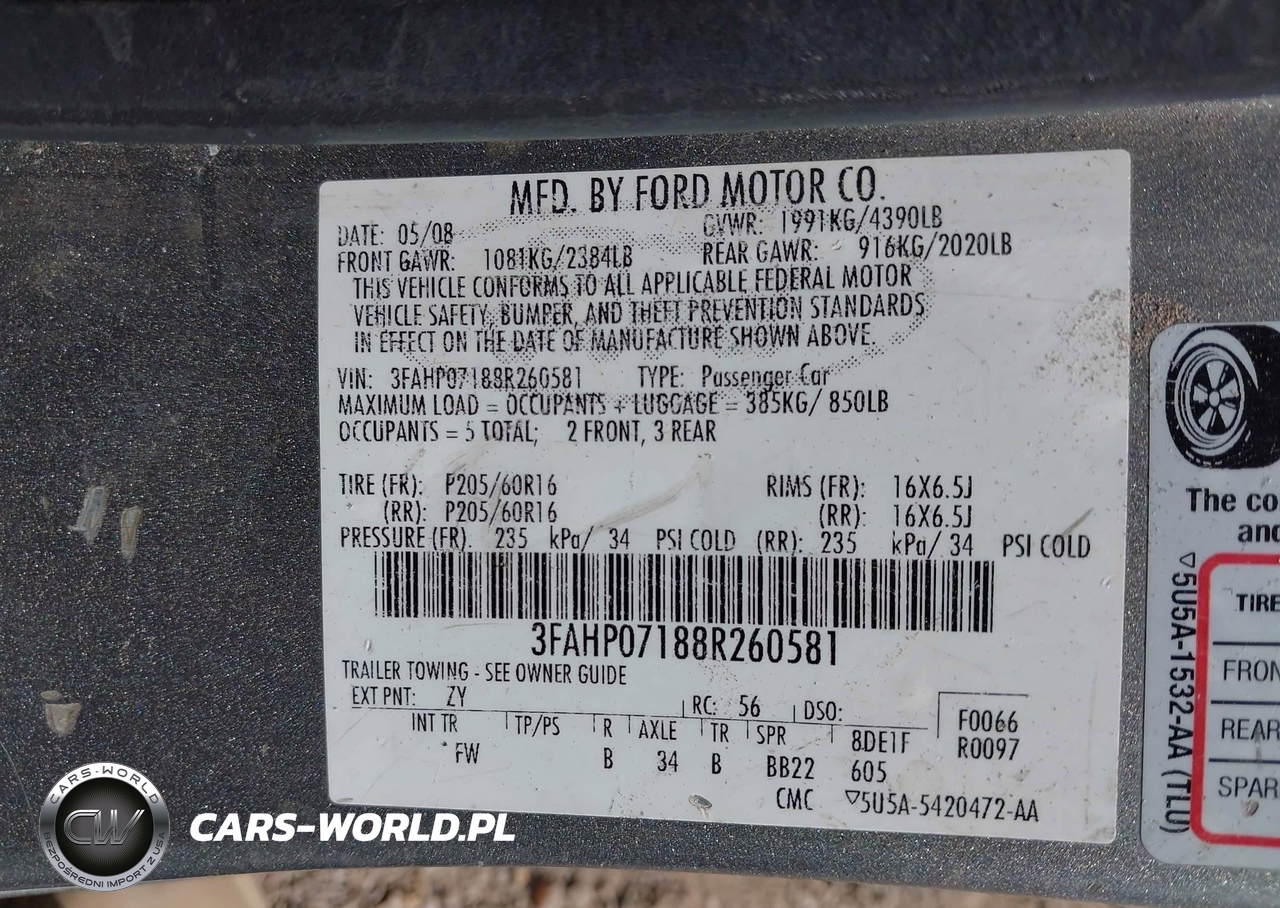 MFD. BY FORD MOTOR CO.
DATE: 05/08 GVWR: 1991KG/4390LB
FRONT GAWR: 1081KG/2384LB REAR GAWR: 916KG/2020LB
THIS VEHICLE CONFORMS TO ALL APPLICABLE FEDERAL MOTOR
VEHICLE SAFETY, BUMPER, AND THEFT PREVENTION STANDARDS
IN EFFECT ON THE DATE OF MANUFACTURE SHOWN ABOVE.
VIN: 3FAHP07188R260581 TYPE: Passenger Car
MAXIMUM LOAD = OCCUPANTS + LUGGAGE = 385KG/ 850LB
OCCUPANTS = 5 TOTAL; 2 FRONT, 3 REAR
TIRE (FR): P205/60R16 RIMS (FR): 16X6.5J
(RR): P205/60R16 (RR): 16X6.5J
PRESSURE (FR). 235 kPa/ 34 PSI COLD (RR): 235 kPa/ 34 PSI COLD
3FAHP07188R260581
TRAILER TOWING - SEE OWNER GUIDE
EXT PNT: ZY RC: 56 DSO: F0066
INT TR TP/PS R AXLE TR SPR 8DE1F R0097
FW B 34 B BB22 605
CMC ▽5U5A-5420472-AA
The co
and
TIRE
FRON
REAR
SPAR
▽5U5A-1532-AA (TLU)
CARS-WORLD
CW
BEZPOŚREDNI IMPORT Z USA
CARS-WORLD.PL